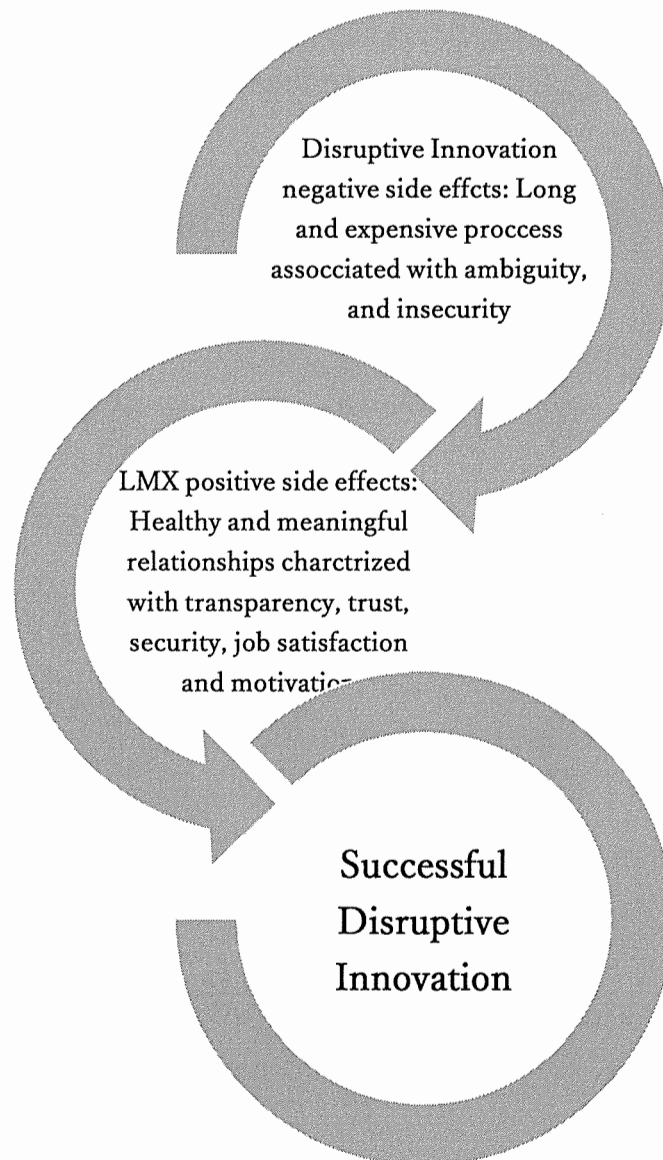 Disruptive Innovation
negative side effcts: Long
and expensive proccess
assocciated with ambiguity,
and insecurity
LMX positive side effects:
Healthy and meaningful
relationships charctrized
with transparency, trust,
security, job satisfaction
and motivation
Successful
Disruptive
Innovation